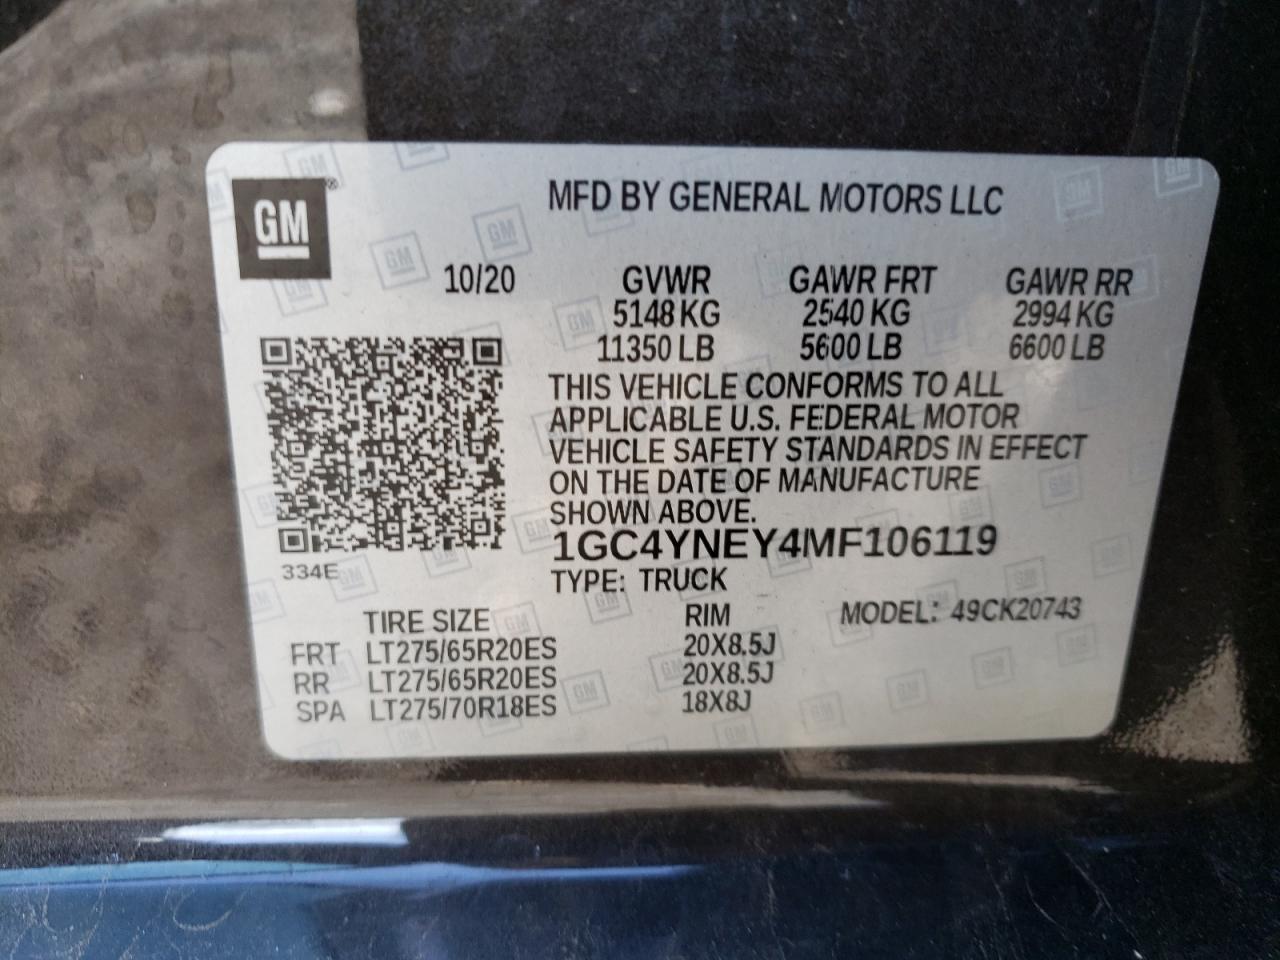 GM ®
MFD BY GENERAL MOTORS LLC
10/20 GVWR GAWR FRT GAWR RR
5148 KG 2540 KG 2994 KG
11350 LB 5600 LB 6600 LB
THIS VEHICLE CONFORMS TO ALL
APPLICABLE U.S. FEDERAL MOTOR
VEHICLE SAFETY STANDARDS IN EFFECT
ON THE DATE OF MANUFACTURE
SHOWN ABOVE.
1GC4YNEY4MF106119
334E
TYPE: TRUCK
TIRE SIZE RIM MODEL: 49CK20743
FRT LT275/65R20ES 20X8.5J
RR LT275/65R20ES 20X8.5J
SPA LT275/70R18ES 18X8J